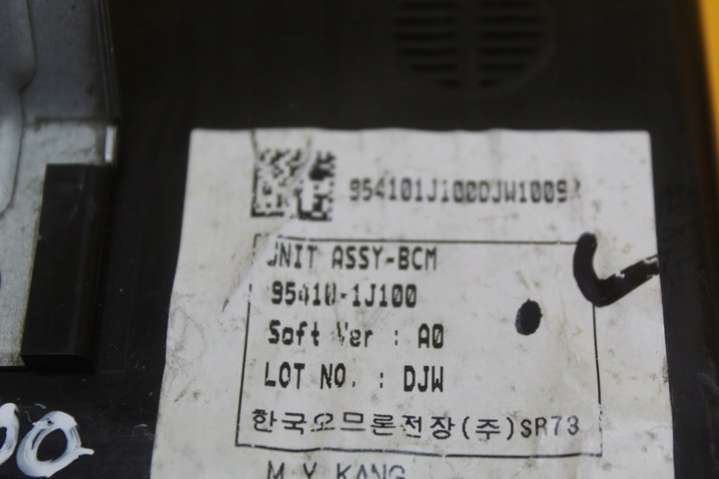 954101J100DJW1009
UNIT ASSY-BCM
95410-1J100
Soft Ver : A0
LOT NO. : DJW
한국오므론전장(주)SR73
M Y KANG
00